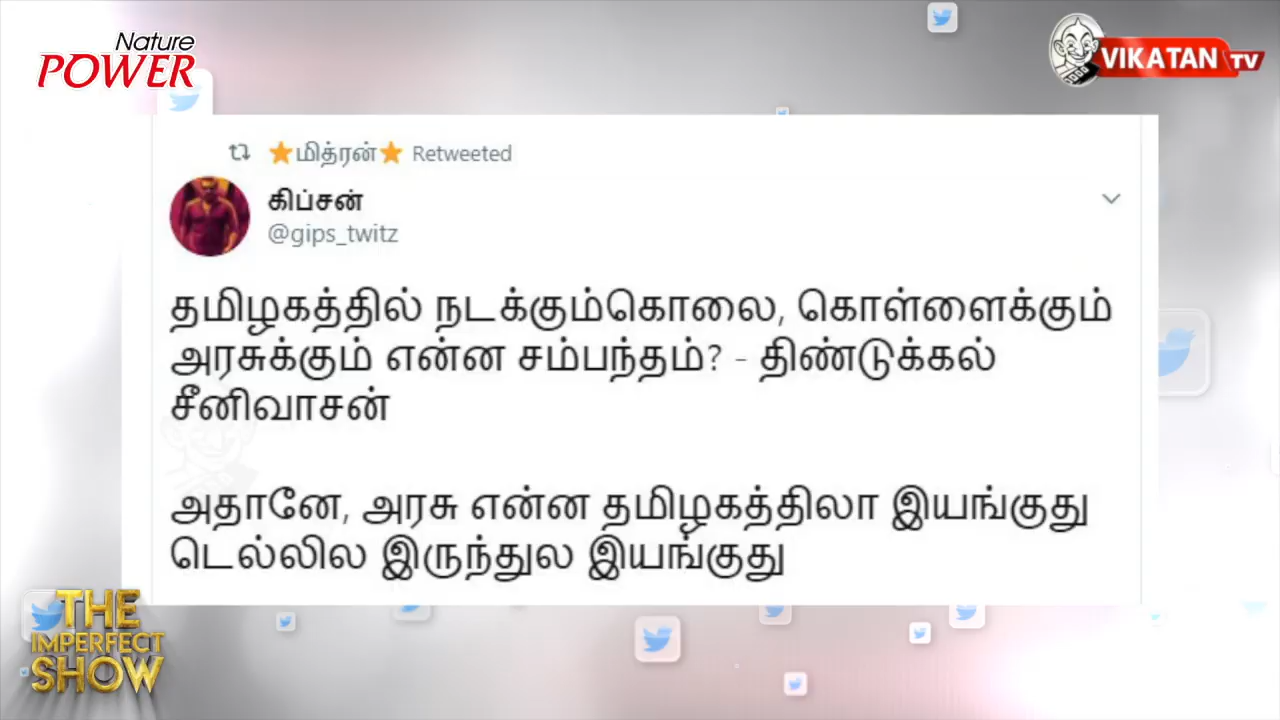 Nature
POWER
VIKATAN TV
⭐மித்ரன்⭐ Retweeted
கிப்சன்
@gips_twitz
தமிழகத்தில் நடக்கும்கொலை, கொள்ளைக்கும்
அரசுக்கும் என்ன சம்பந்தம்? - திண்டுக்கல்
சீனிவாசன்
அதானே, அரசு என்ன தமிழகத்திலா இயங்குது
டெல்லில இருந்துல இயங்குது
THE
IMPERFECT
SHOW